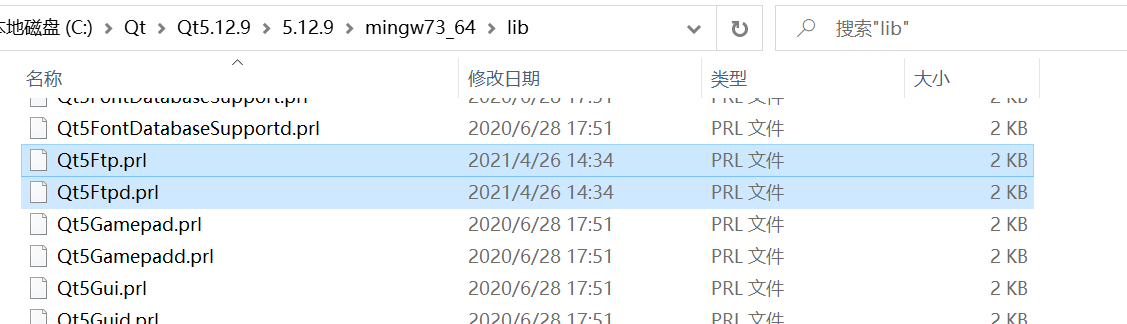 本地磁盘 (C:) > Qt > Qt5.12.9 > 5.12.9 > mingw73_64 > lib 搜索"lib"
名称 修改日期 类型 大小
Qt5FontDatabaseSupport.prl 2020/6/28 17:51 PRL 文件 2 KB
Qt5FontDatabaseSupportd.prl 2020/6/28 17:51 PRL 文件 2 KB
Qt5Ftp.prl 2021/4/26 14:34 PRL 文件 2 KB
Qt5Ftpd.prl 2021/4/26 14:34 PRL 文件 2 KB
Qt5Gamepad.prl 2020/6/28 17:51 PRL 文件 2 KB
Qt5Gamepadd.prl 2020/6/28 17:51 PRL 文件 2 KB
Qt5Gui.prl 2020/6/28 17:51 PRL 文件 2 KB
Qt5Guid.prl 2020/6/28 17:51 PRL 文件 2 KB